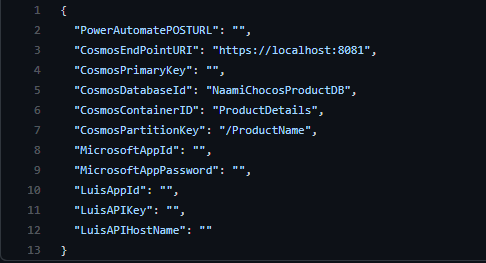 1 {
2 "PowerAutomatePOSTURL": "",
3 "CosmosEndPointURI": "https://localhost:8081",
4 "CosmosPrimaryKey": "",
5 "CosmosDatabaseId": "NaamiChocosProductDB",
6 "CosmosContainerID": "ProductDetails",
7 "CosmosPartitionKey": "/ProductName",
8 "MicrosoftAppId": "",
9 "MicrosoftAppPassword": "",
10 "LuisAppId": "",
11 "LuisAPIKey": "",
12 "LuisAPIHostName": ""
13 }